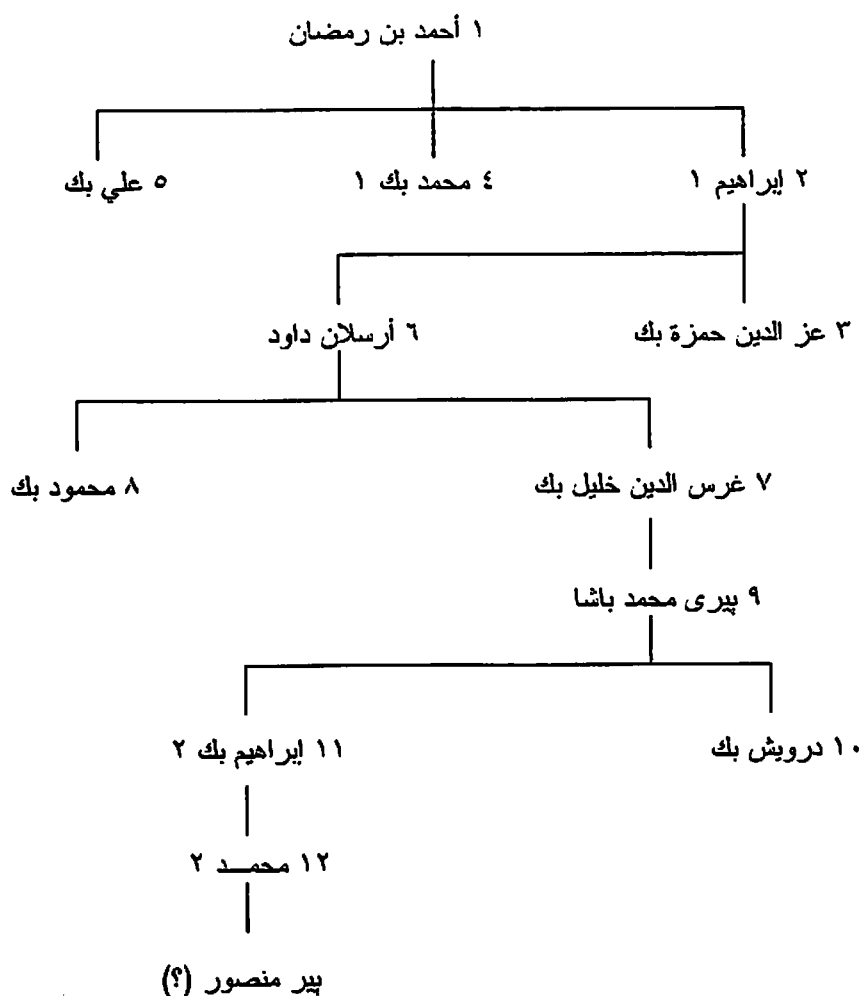 ١ أحمد بن رمضان
٢ إبراهيم ١
٤ محمد بك ١
٥ علي بك
٣ عز الدين حمزة بك
٦ أرسلان داود
٧ غرس الدين خليل بك
٨ محمود بك
٩ پيرى محمد باشا
١٠ درويش بك
١١ إبراهيم بك ٢
١٢ محمــد ٢
پير منصور (؟)